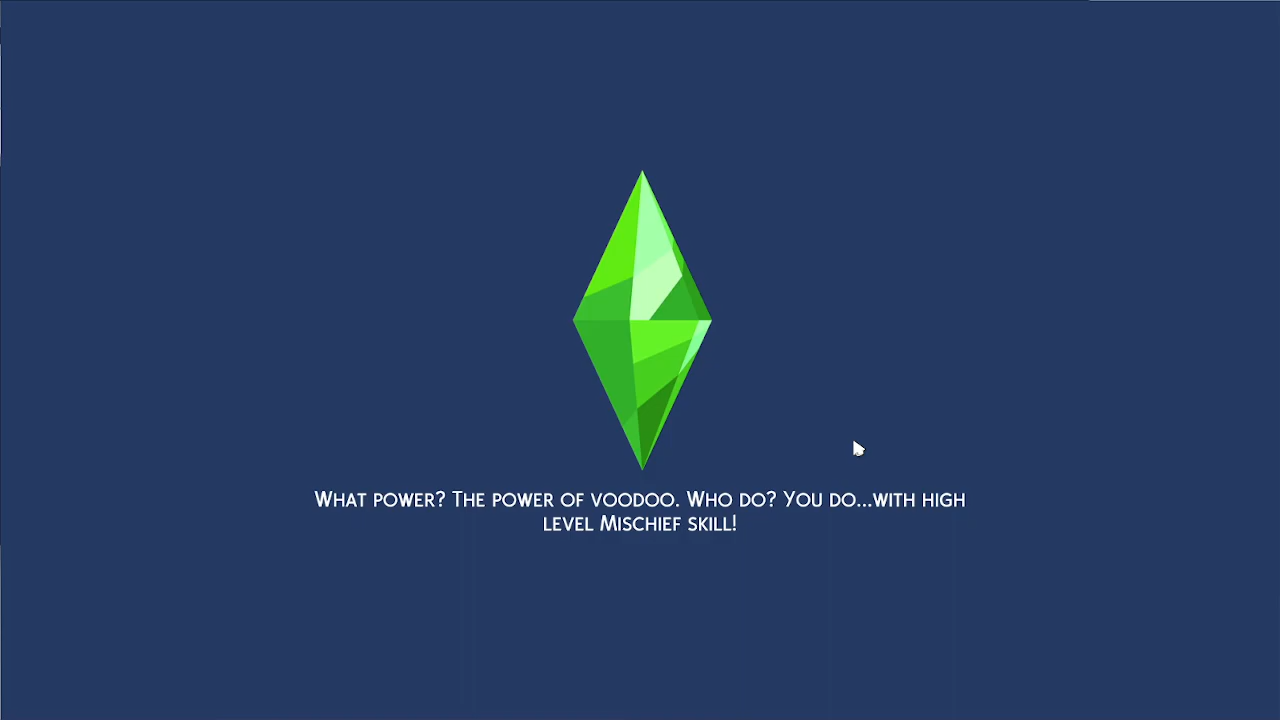 What power? The power of voodoo. Who do? You do...with high
level Mischief skill!